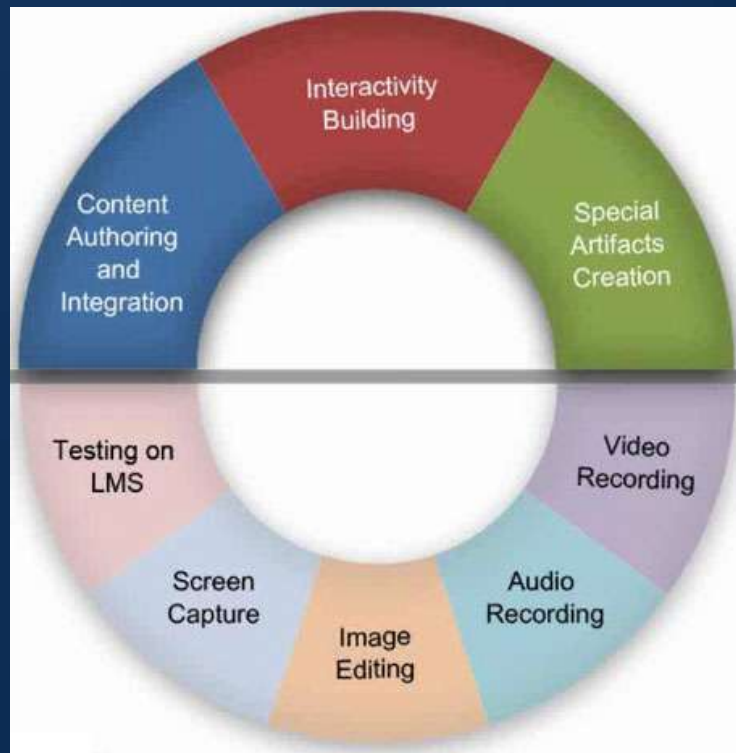 Interactivity
Building
Content
Authoring
and
Integration
Special
Artifacts
Creation
Testing on
LMS
Video
Recording
Screen
Capture
Audio
Recording
Image
Editing